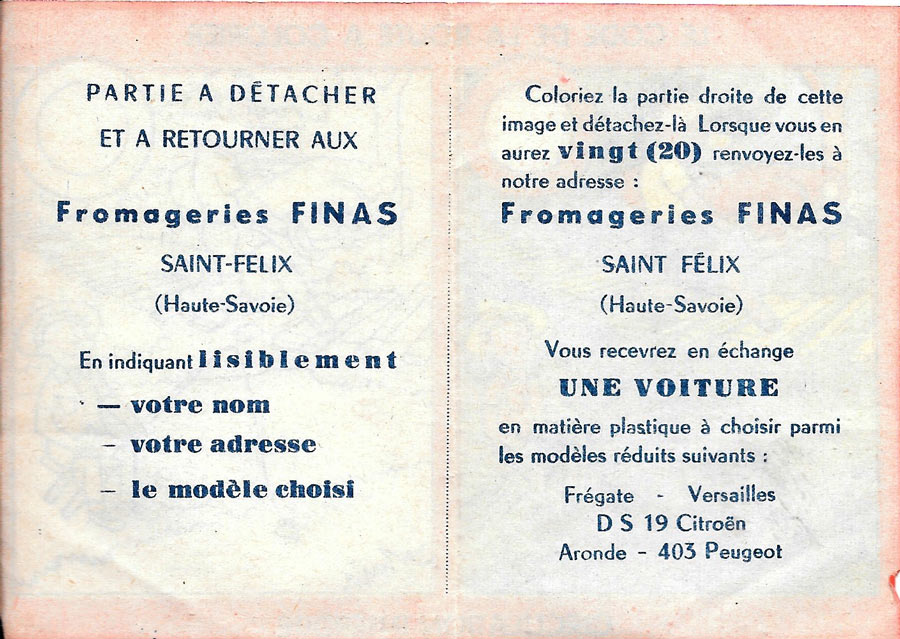 PARTIE A DÉTACHER
ET A RETOURNER AUX
Fromageries FINAS
SAINT-FELIX
(Haute-Savoie)
En indiquant lisiblement
— votre nom
– votre adresse
– le modèle choisi
Coloriez la partie droite de cette
image et détachez-là Lorsque vous en
aurez vingt (20) renvoyez-les à
notre adresse :
Fromageries FINAS
SAINT FÉLIX
(Haute-Savoie)
Vous recevrez en échange
UNE VOITURE
en matière plastique à choisir parmi
les modèles réduits suivants :
Frégate - Versailles
D S 19 Citroën
Aronde - 403 Peugeot